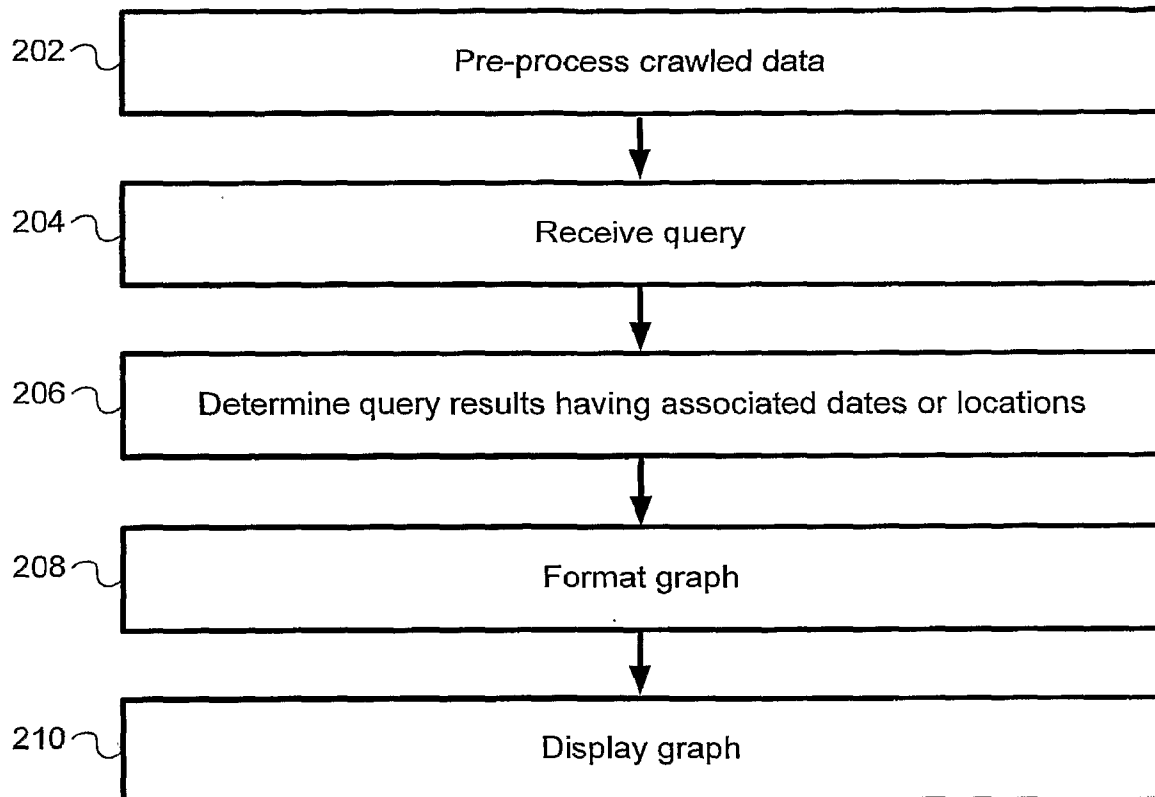 202
Pre-process crawled data
204
Receive query
206
Determine query results having associated dates or locations
208
Format graph
210
Display graph